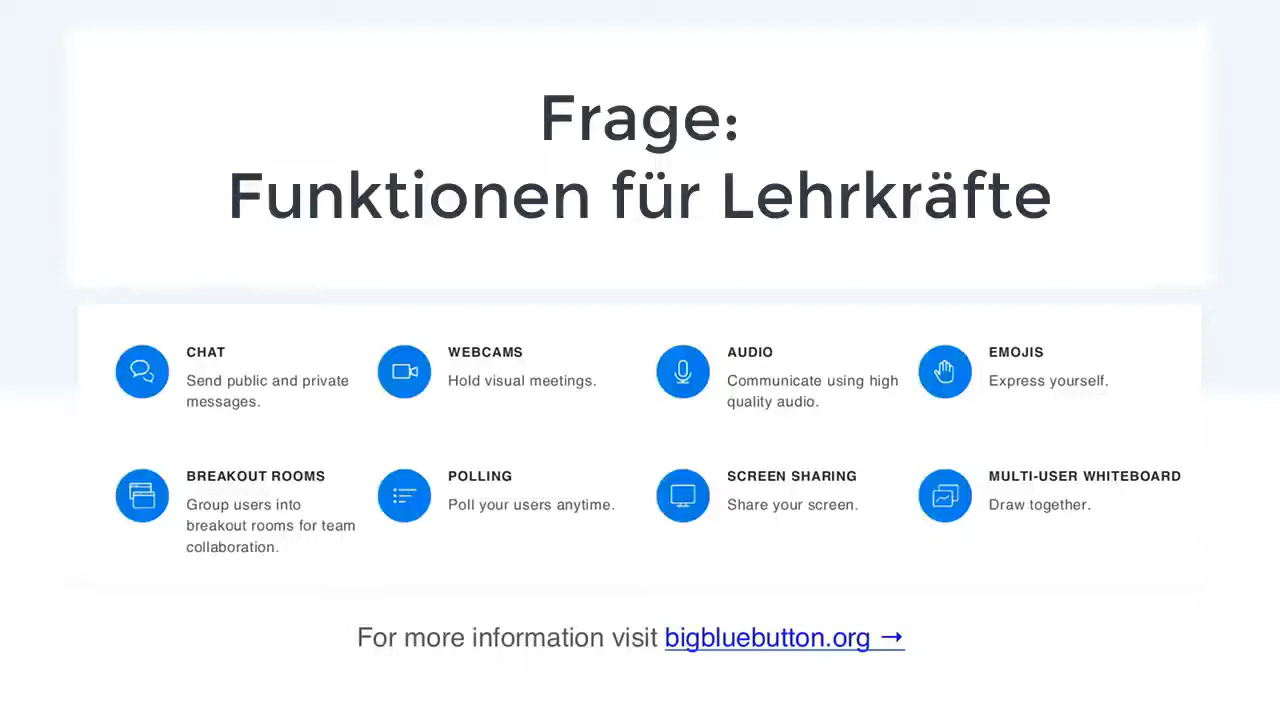 Frage:
Funktionen für Lehrkräfte
CHAT
Send public and private
messages.
WEBCAMS
Hold visual meetings.
AUDIO
Communicate using high
quality audio.
EMOJIS
Express yourself.
BREAKOUT ROOMS
Group users into
breakout rooms for team
collaboration.
POLLING
Poll your users anytime.
SCREEN SHARING
Share your screen.
MULTI-USER WHITEBOARD
Draw together.
For more information visit bigbluebutton.org →